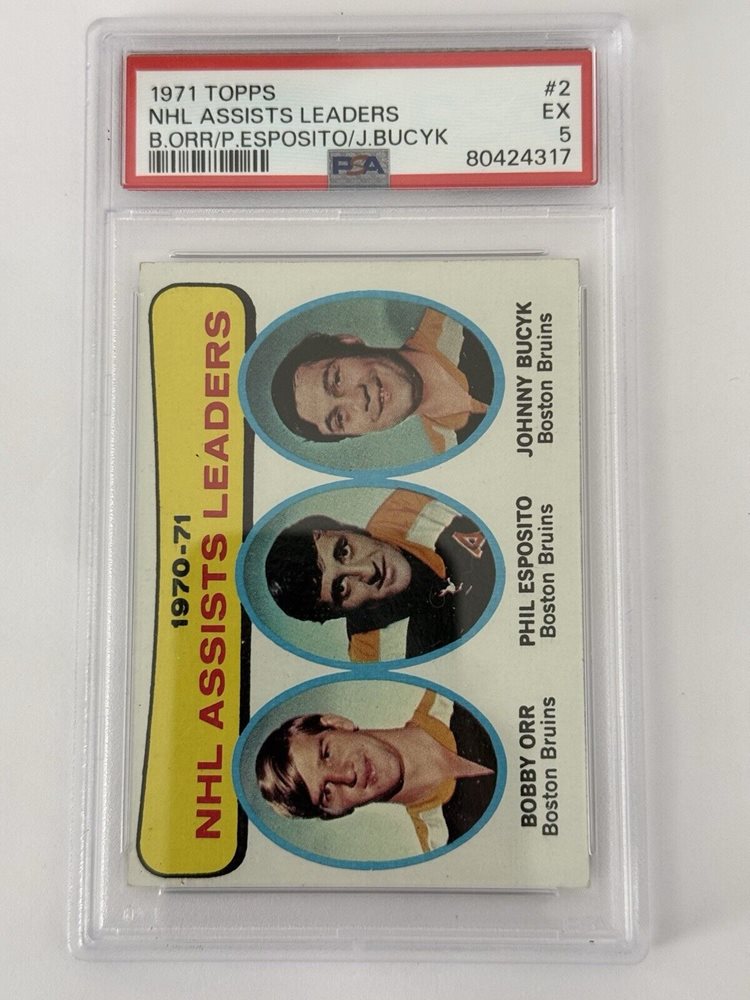 1971 TOPPS #2
NHL ASSISTS LEADERS EX
B.ORR/P.ESPOSITO/J.BUCYK 5
PSA 80424317
1970-71
NHL ASSISTS LEADERS
BOBBY ORR
Boston Bruins
PHIL ESPOSITO
Boston Bruins
JOHNNY BUCYK
Boston Bruins